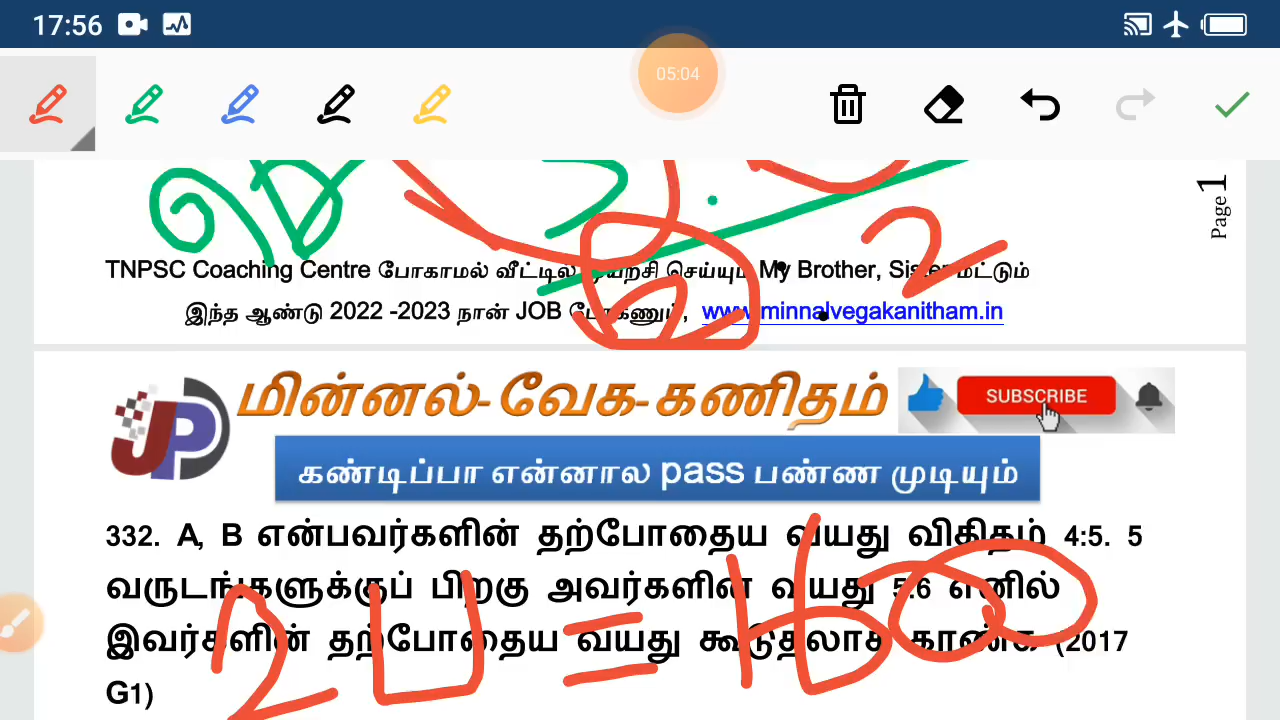 17:56
05:04
Page 1
2
TNPSC Coaching Centre போகாமல் வீட்டில் முயற்சி செய்யும் My Brother, Sister மட்டும்
இந்த ஆண்டு 2022 -2023 நான் JOB போகணும், www.minnalvegakanitham.in
JP
மின்னல்-வேக-கணிதம்
SUBSCRIBE
கண்டிப்பா என்னால pass பண்ண முடியும்
332. A, B என்பவர்களின் தற்போதைய வயது விகிதம் 4:5. 5
வருடங்களுக்குப் பிறகு அவர்களின் வயது 5:6 எனில்
இவர்களின் தற்போதைய வயது கூடுதலாக காண்க (2017
G1)
2U = 160